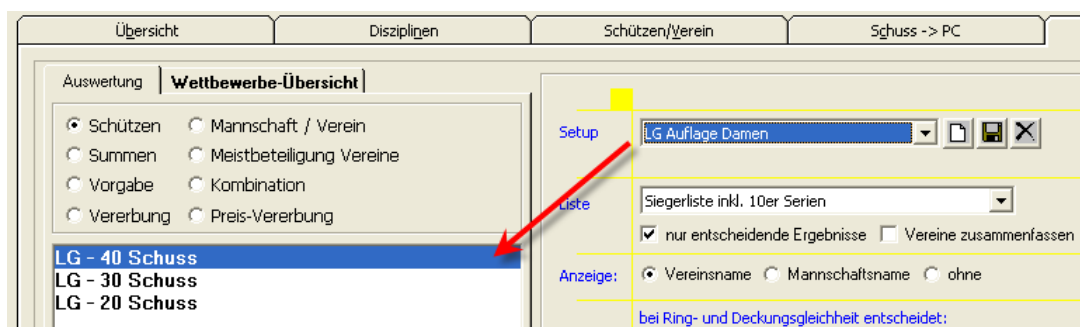 Übersicht
Disziplinen
Schützen/Verein
Schuss -> PC
Auswertung
Wettbewerbe-Übersicht
Schützen
Mannschaft / Verein
Summen
Meistbeteiligung Vereine
Vorgabe
Kombination
Vererbung
Preis-Vererbung
LG - 40 Schuss
LG - 30 Schuss
LG - 20 Schuss
Setup
LG Auflage Damen
Liste
Siegerliste inkl. 10er Serien
nur entscheidende Ergebnisse
Vereine zusammenfassen
Anzeige:
Vereinsname
Mannschaftsname
ohne
bei Ring- und Deckungsgleichheit entscheidet: